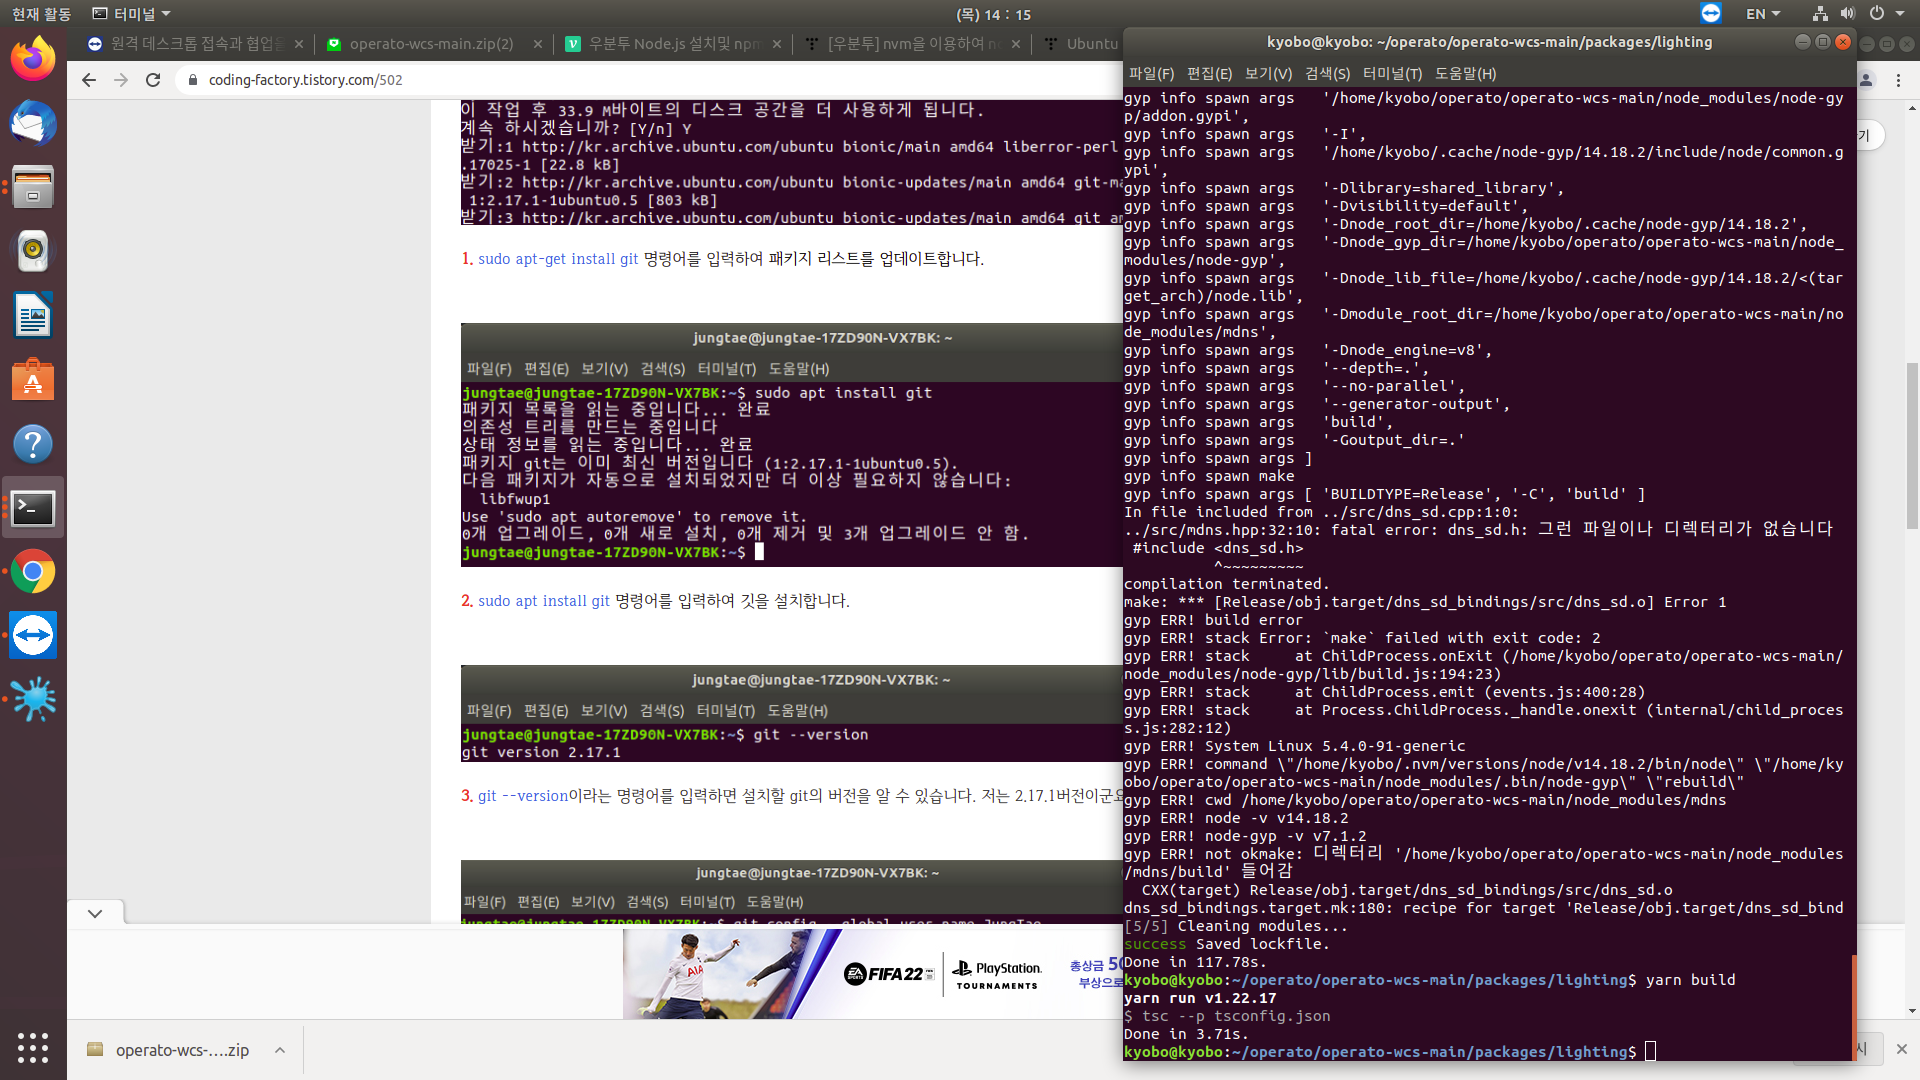 현재 활동
터미널
(목) 14 : 15
EN
원격 데스크톱 접속과 협업을
operato-wcs-main.zip(2)
우분투 Node.js 설치및 npm
[우분투] nvm을 이용하여 n
Ubuntu
coding-factory.tistory.com/502
이 작업 후 33.9 M바이트의 디스크 공간을 더 사용하게 됩니다.
계속 하시겠습니까? [Y/n] Y
받기:1 http://kr.archive.ubuntu.com/ubuntu bionic/main amd64 liberror-perl
.17025-1 [22.8 kB]
받기:2 http://kr.archive.ubuntu.com/ubuntu bionic-updates/main amd64 git-ma
1:2.17.1-1ubuntu0.5 [803 kB]
받기:3 http://kr.archive.ubuntu.com/ubuntu bionic-updates/main amd64 git am
1. sudo apt-get install git 명령어를 입력하여 패키지 리스트를 업데이트합니다.
jungtae@jungtae-17ZD90N-VX7BK: ~
파일(F) 편집(E) 보기(V) 검색(S) 터미널(T) 도움말(H)
jungtae@jungtae-17ZD90N-VX7BK:~$ sudo apt install git
패키지 목록을 읽는 중입니다... 완료
의존성 트리를 만드는 중입니다
상태 정보를 읽는 중입니다... 완료
패키지 git는 이미 최신 버전입니다 (1:2.17.1-1ubuntu0.5).
다음 패키지가 자동으로 설치되었지만 더 이상 필요하지 않습니다:
libfwup1
Use 'sudo apt autoremove' to remove it.
0개 업그레이드, 0개 새로 설치, 0개 제거 및 3개 업그레이드 안 함.
jungtae@jungtae-17ZD90N-VX7BK:~$
2. sudo apt install git 명령어를 입력하여 깃을 설치합니다.
jungtae@jungtae-17ZD90N-VX7BK: ~
파일(F) 편집(E) 보기(V) 검색(S) 터미널(T) 도움말(H)
jungtae@jungtae-17ZD90N-VX7BK:~$ git --version
git version 2.17.1
3. git --version이라는 명령어를 입력하면 설치할 git의 버전을 알 수 있습니다. 저는 2.17.1버전이군요
jungtae@jungtae-17ZD90N-VX7BK: ~
파일(F) 편집(E) 보기(V) 검색(S) 터미널(T) 도움말(H)
jungtae@jungtae-17ZD90N-VX7BK:~$ git config --global user.name JungTae
AIA
EA SPORTS FIFA 22
PlayStation.
TOURNAMENTS
총상금 50
부상으로
operato-wcs-....zip
시
기
kyobo@kyobo: ~/operato/operato-wcs-main/packages/lighting
파일(F) 편집(E) 보기(V) 검색(S) 터미널(T) 도움말(H)
gyp info spawn args   '/home/kyobo/operato/operato-wcs-main/node_modules/node-gy
p/addon.gypi',
gyp info spawn args   '-I',
gyp info spawn args   '/home/kyobo/.cache/node-gyp/14.18.2/include/node/common.g
ypi',
gyp info spawn args   '-Dlibrary=shared_library',
gyp info spawn args   '-Dvisibility=default',
gyp info spawn args   '-Dnode_root_dir=/home/kyobo/.cache/node-gyp/14.18.2',
gyp info spawn args   '-Dnode_gyp_dir=/home/kyobo/operato/operato-wcs-main/node_
modules/node-gyp',
gyp info spawn args   '-Dnode_lib_file=/home/kyobo/.cache/node-gyp/14.18.2/<(tar
get_arch)/node.lib',
gyp info spawn args   '-Dmodule_root_dir=/home/kyobo/operato/operato-wcs-main/no
de_modules/mdns',
gyp info spawn args   '-Dnode_engine=v8',
gyp info spawn args   '--depth=.',
gyp info spawn args   '--no-parallel',
gyp info spawn args   '--generator-output',
gyp info spawn args   'build',
gyp info spawn args   '-Goutput_dir=.'
gyp info spawn args ]
gyp info spawn make
gyp info spawn args [ 'BUILDTYPE=Release', '-C', 'build' ]
In file included from ../src/dns_sd.cpp:1:0:
../src/mdns.hpp:32:10: fatal error: dns_sd.h: 그런 파일이나 디렉터리가 없습니다
#include <dns_sd.h>
^~~~~~~~~~
compilation terminated.
make: *** [Release/obj.target/dns_sd_bindings/src/dns_sd.o] Error 1
gyp ERR! build error
gyp ERR! stack Error: `make` failed with exit code: 2
gyp ERR! stack     at ChildProcess.onExit (/home/kyobo/operato/operato-wcs-main/
node_modules/node-gyp/lib/build.js:194:23)
gyp ERR! stack     at ChildProcess.emit (events.js:400:28)
gyp ERR! stack     at Process.ChildProcess._handle.onexit (internal/child_proces
s.js:282:12)
gyp ERR! System Linux 5.4.0-91-generic
gyp ERR! command \"/home/kyobo/.nvm/versions/node/v14.18.2/bin/node\" \"/home/ky
obo/operato/operato-wcs-main/node_modules/.bin/node-gyp\" \"rebuild\"
gyp ERR! cwd /home/kyobo/operato/operato-wcs-main/node_modules/mdns
gyp ERR! node -v v14.18.2
gyp ERR! node-gyp -v v7.1.2
gyp ERR! not okmake: 디렉터리 '/home/kyobo/operato/operato-wcs-main/node_modules
/mdns/build' 들어감
CXX(target) Release/obj.target/dns_sd_bindings/src/dns_sd.o
dns_sd_bindings.target.mk:180: recipe for target 'Release/obj.target/dns_sd_bind
[5/5] Cleaning modules...
success Saved lockfile.
Done in 117.78s.
kyobo@kyobo:~/operato/operato-wcs-main/packages/lighting$ yarn build
yarn run v1.22.17
$ tsc --p tsconfig.json
Done in 3.71s.
kyobo@kyobo:~/operato/operato-wcs-main/packages/lighting$